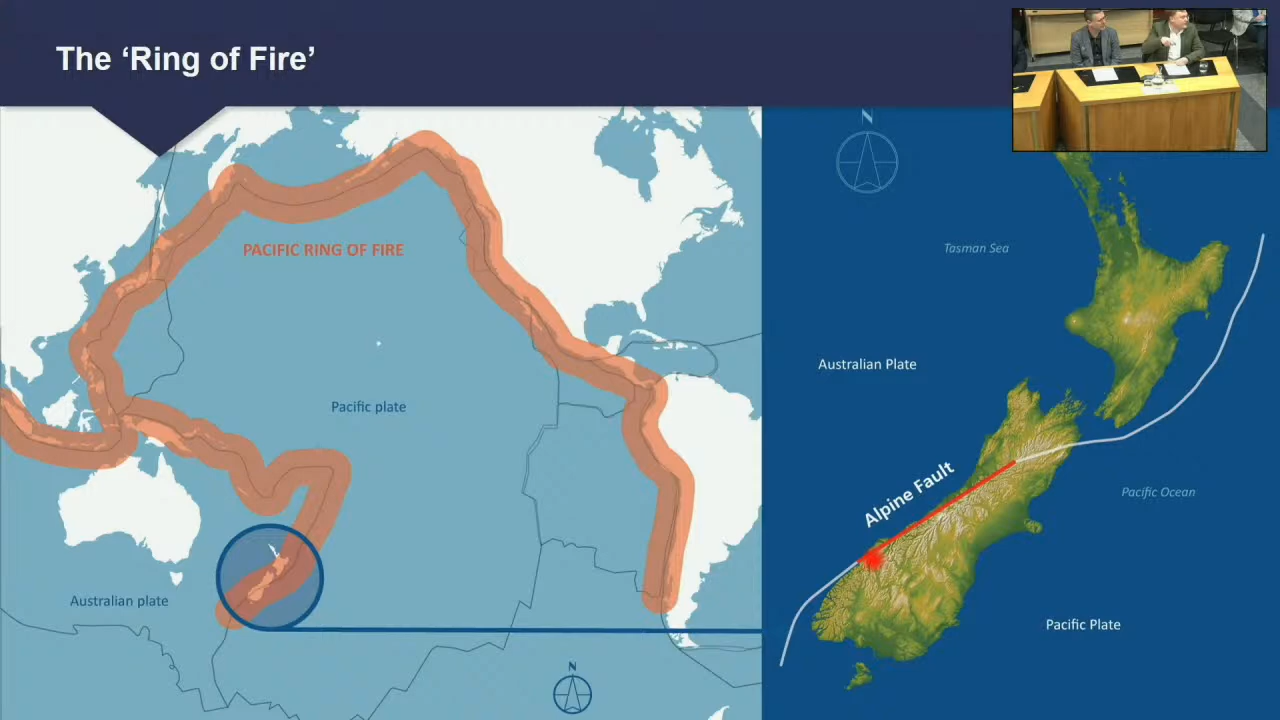 The ‘Ring of Fire’
PACIFIC RING OF FIRE
Pacific plate
Australian plate
N
N
Tasman Sea
Australian Plate
Alpine Fault
Pacific Ocean
Pacific Plate